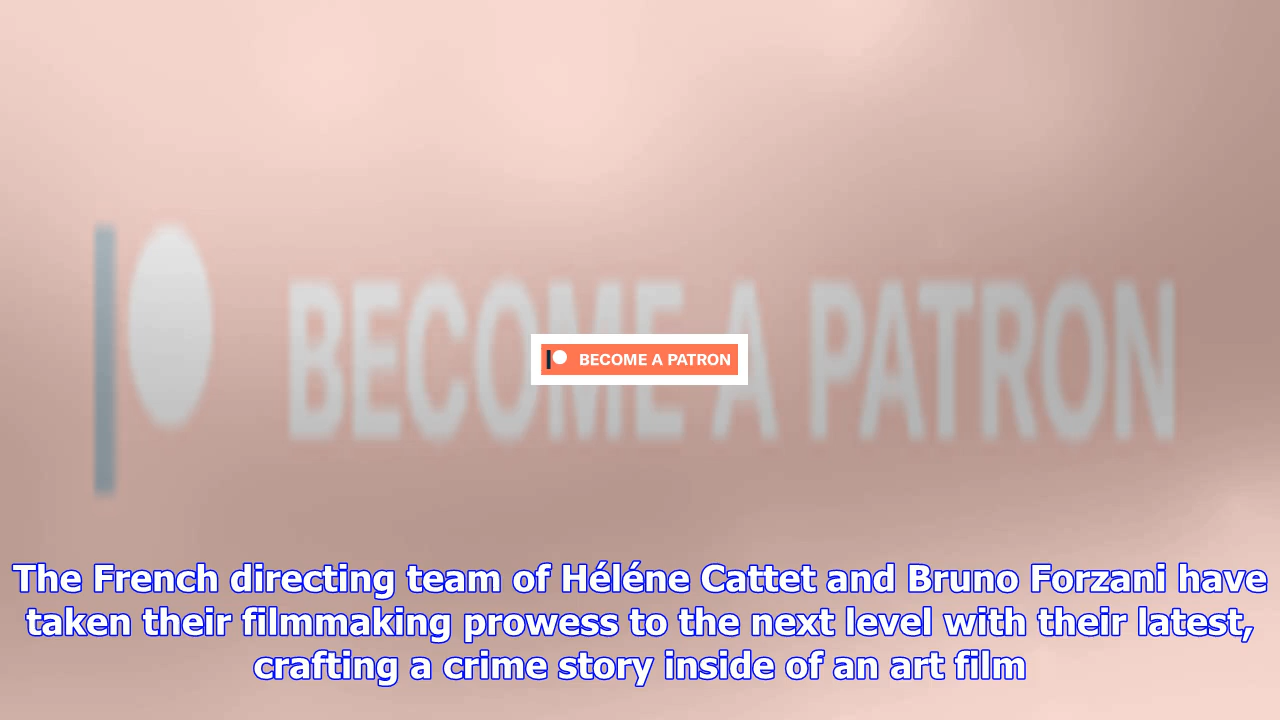 BECOME A PATRON
BECOME A PATRON
The French directing team of Héléne Cattet and Bruno Forzani have
taken their filmmaking prowess to the next level with their latest,
crafting a crime story inside of an art film